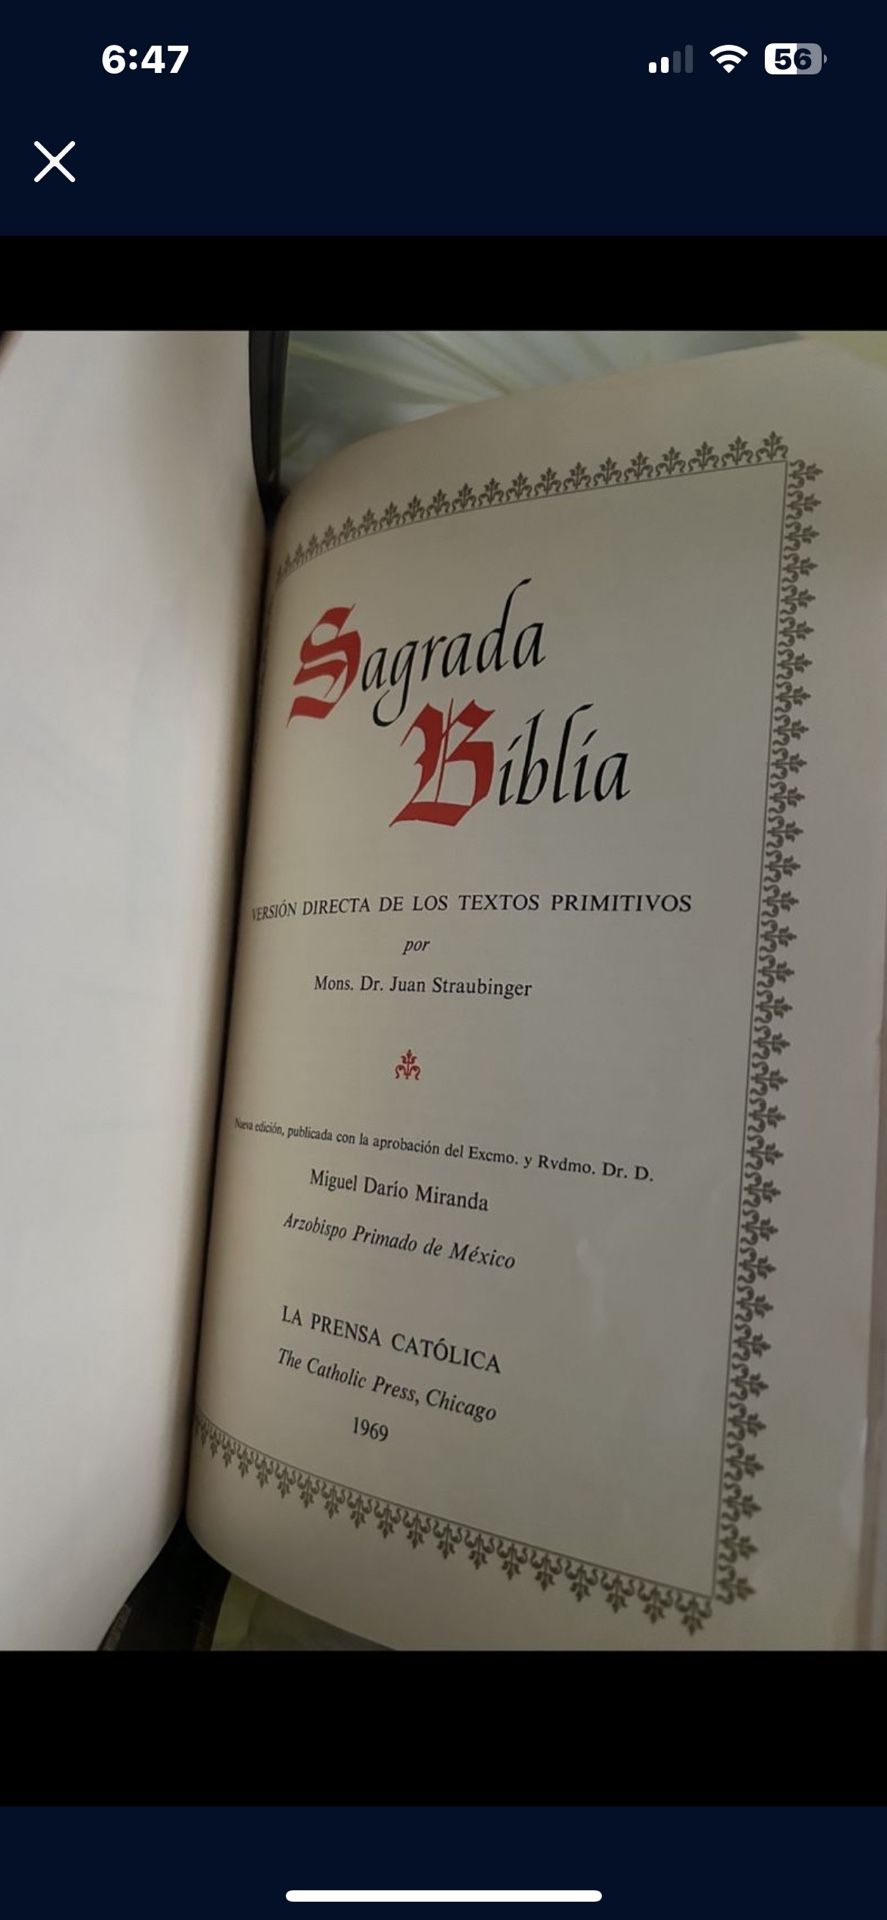 6:47
56
Sagrada
Biblia
VERSIÓN DIRECTA DE LOS TEXTOS PRIMITIVOS
por
Mons. Dr. Juan Straubinger
Nueva edición, publicada con la aprobación del Excmo. y Rvdmo. Dr. D.
Miguel Darío Miranda
Arzobispo Primado de México
LA PRENSA CATÓLICA
The Catholic Press, Chicago
1969